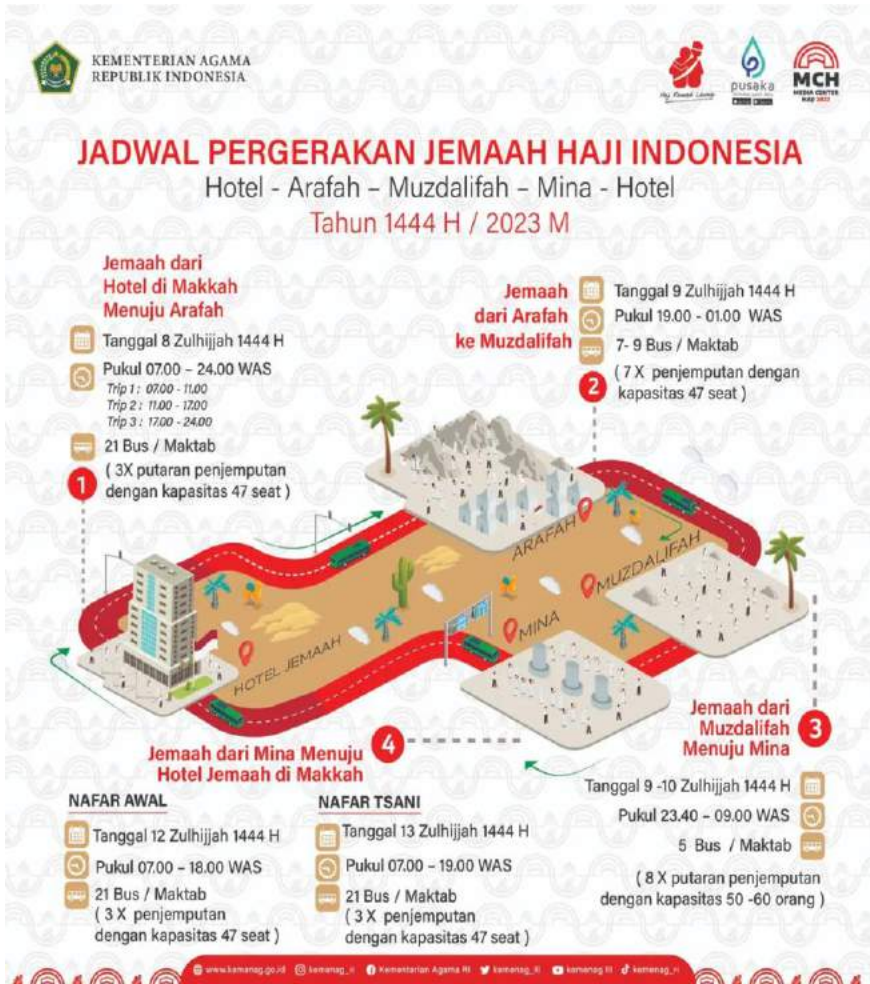 KEMENTERIAN AGAMA
REPUBLIK INDONESIA
Haji Ramah Lansia
pusaka
MCH
MEDIA CENTER
HAJI 2023
JADWAL PERGERAKAN JEMAAH HAJI INDONESIA
Hotel - Arafah – Muzdalifah – Mina - Hotel
Tahun 1444 H / 2023 M
Jemaah dari
Hotel di Makkah
Menuju Arafah
Tanggal 8 Zulhijjah 1444 H
Pukul 07.00 – 24.00 WAS
Trip 1 : 07.00 - 11.00
Trip 2 : 11.00 - 17.00
Trip 3 : 17.00 - 24.00
21 Bus / Maktab
( 3X putaran penjemputan
dengan kapasitas 47 seat )
1
Jemaah
dari Arafah
ke Muzdalifah
Tanggal 9 Zulhijjah 1444 H
Pukul 19.00 - 01.00 WAS
7- 9 Bus / Maktab
( 7 X penjemputan dengan
kapasitas 47 seat )
2
ARAFAH
MUZDALIFAH
MINA
HOTEL JEMAAH
Jemaah dari
Muzdalifah
Menuju Mina
3
Tanggal 9 -10 Zulhijjah 1444 H
Pukul 23.40 – 09.00 WAS
5 Bus / Maktab
( 8 X putaran penjemputan
dengan kapasitas 50 -60 orang )
Jemaah dari Mina Menuju
Hotel Jemaah di Makkah
4
NAFAR AWAL
Tanggal 12 Zulhijjah 1444 H
Pukul 07.00 – 18.00 WAS
21 Bus / Maktab
( 3 X penjemputan
dengan kapasitas 47 seat )
NAFAR TSANI
Tanggal 13 Zulhijjah 1444 H
Pukul 07.00 – 19.00 WAS
21 Bus / Maktab
( 3 X penjemputan
dengan kapasitas 47 seat )
www.kemenag.go.id kemenag_ri Kementerian Agama RI kemenag_RI kemenag RI kemenag_ri